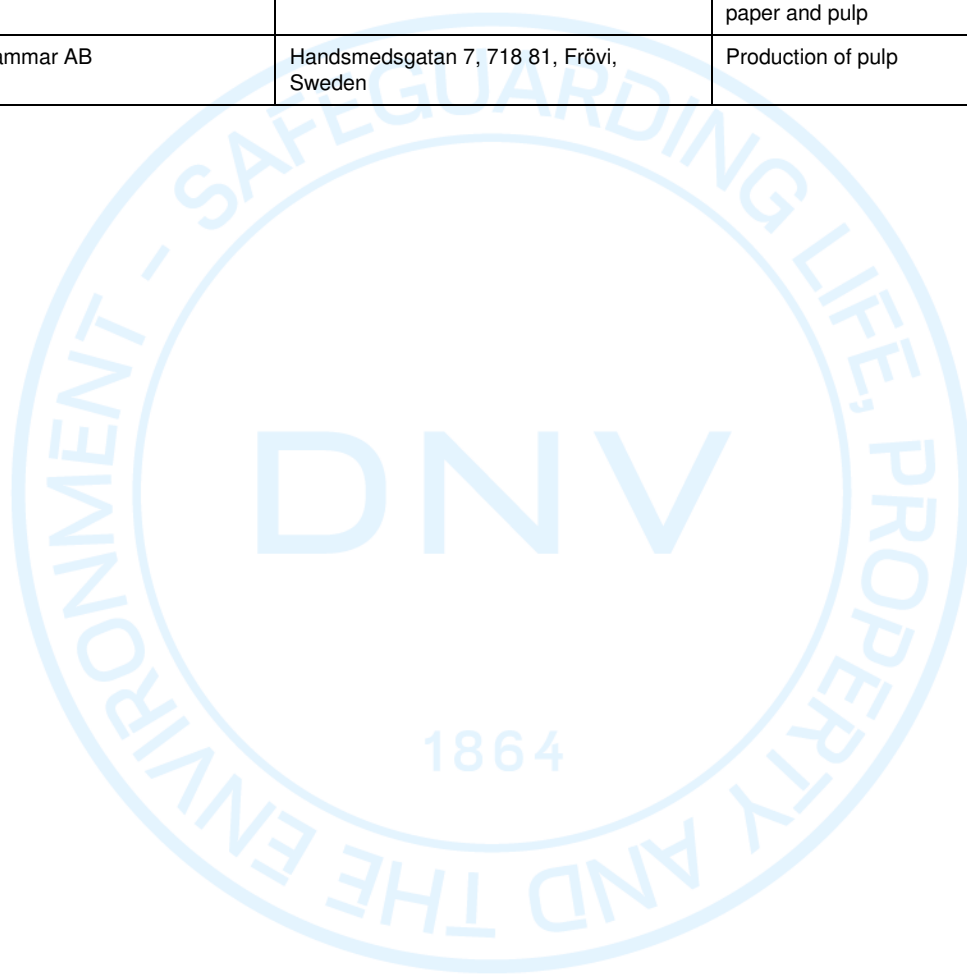 paper and pulp
ammar AB
Handsmedsgatan 7, 718 81, Frövi,
Sweden
Production of pulp
SAFEGUARDING LIFE, PROPERTY AND THE ENVIRONMENT -
DNV
1864